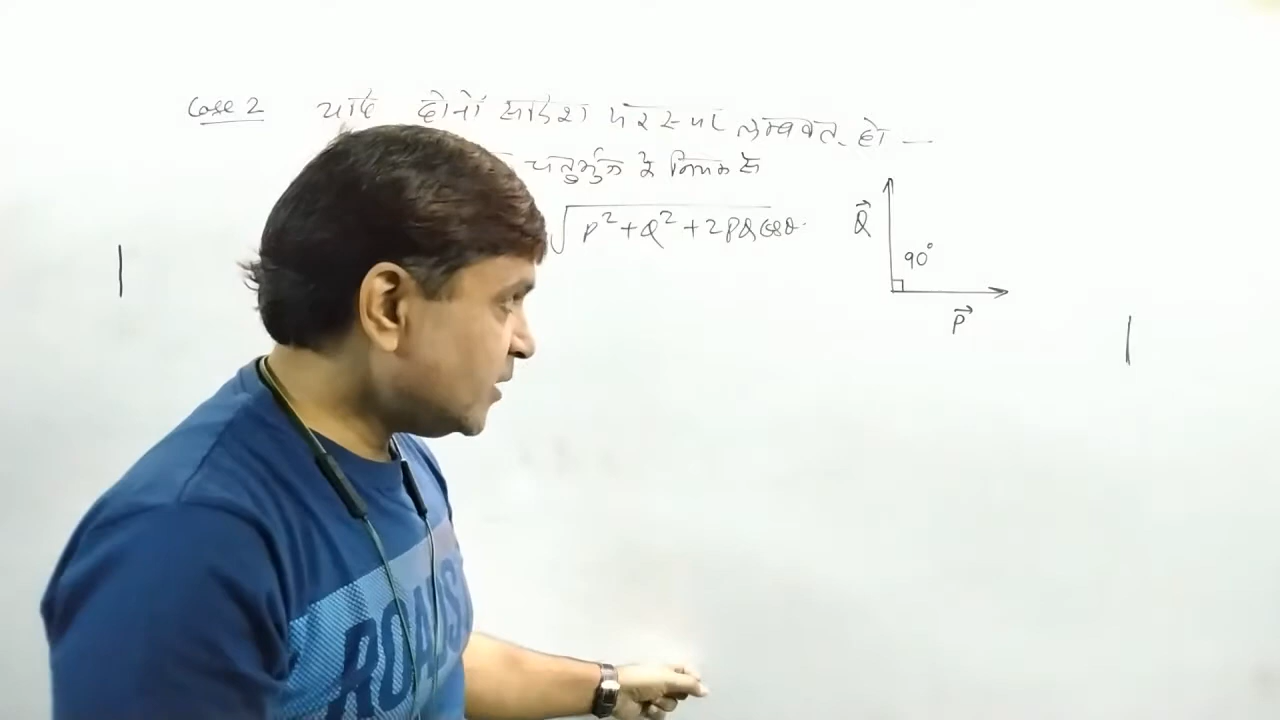 Case 2 यदि दोनों सदिश परस्पर लम्बवत हो —
चतुर्भुज के नियम से
√P² + Q² + 2PQ cosθ
Q⃗
90°
P⃗